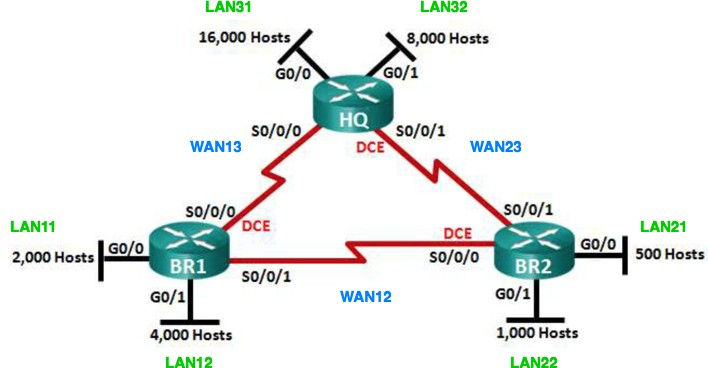 LAN31
LAN32
16,000 Hosts
8,000 Hosts
G0/0
G0/1
HQ
S0/0/0
S0/0/1
WAN13
DCE
WAN23
S0/0/0
DCE
S0/0/1
LAN11
LAN21
2,000 Hosts
G0/0
BR1
DCE
S0/0/0
BR2
G0/0
500 Hosts
S0/0/1
G0/1
G0/1
WAN12
4,000 Hosts
1,000 Hosts
LAN12
LAN22